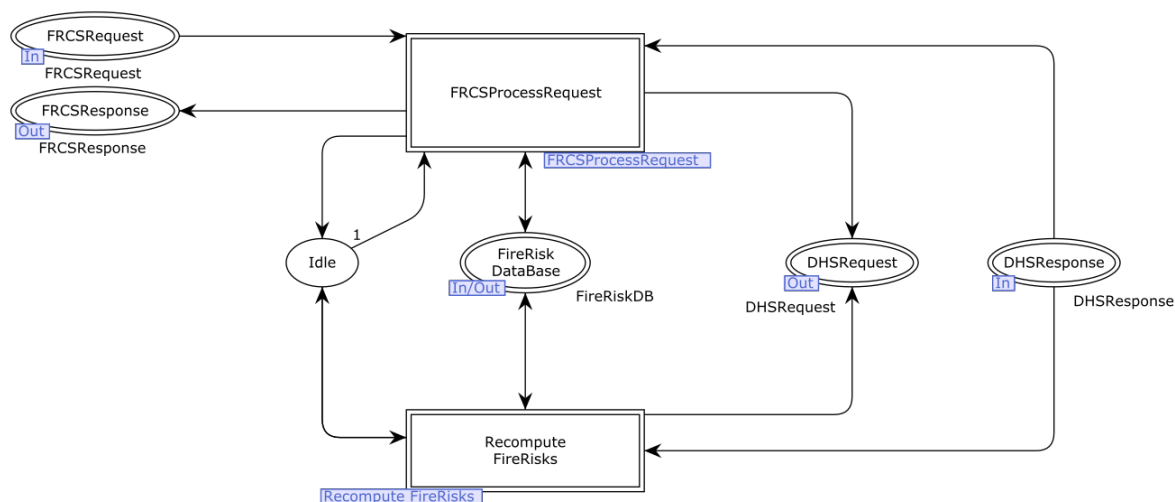 FRCSRequest
In
FRCSRequest
FRCSResponse
Out
FRCSResponse
FRCSProcessRequest
FRCSProcessRequest
1
Idle
FireRisk
DataBase
In/Out
FireRiskDB
DHSRequest
Out
DHSRequest
DHSResponse
In
DHSResponse
Recompute
FireRisks
Recompute FireRisks